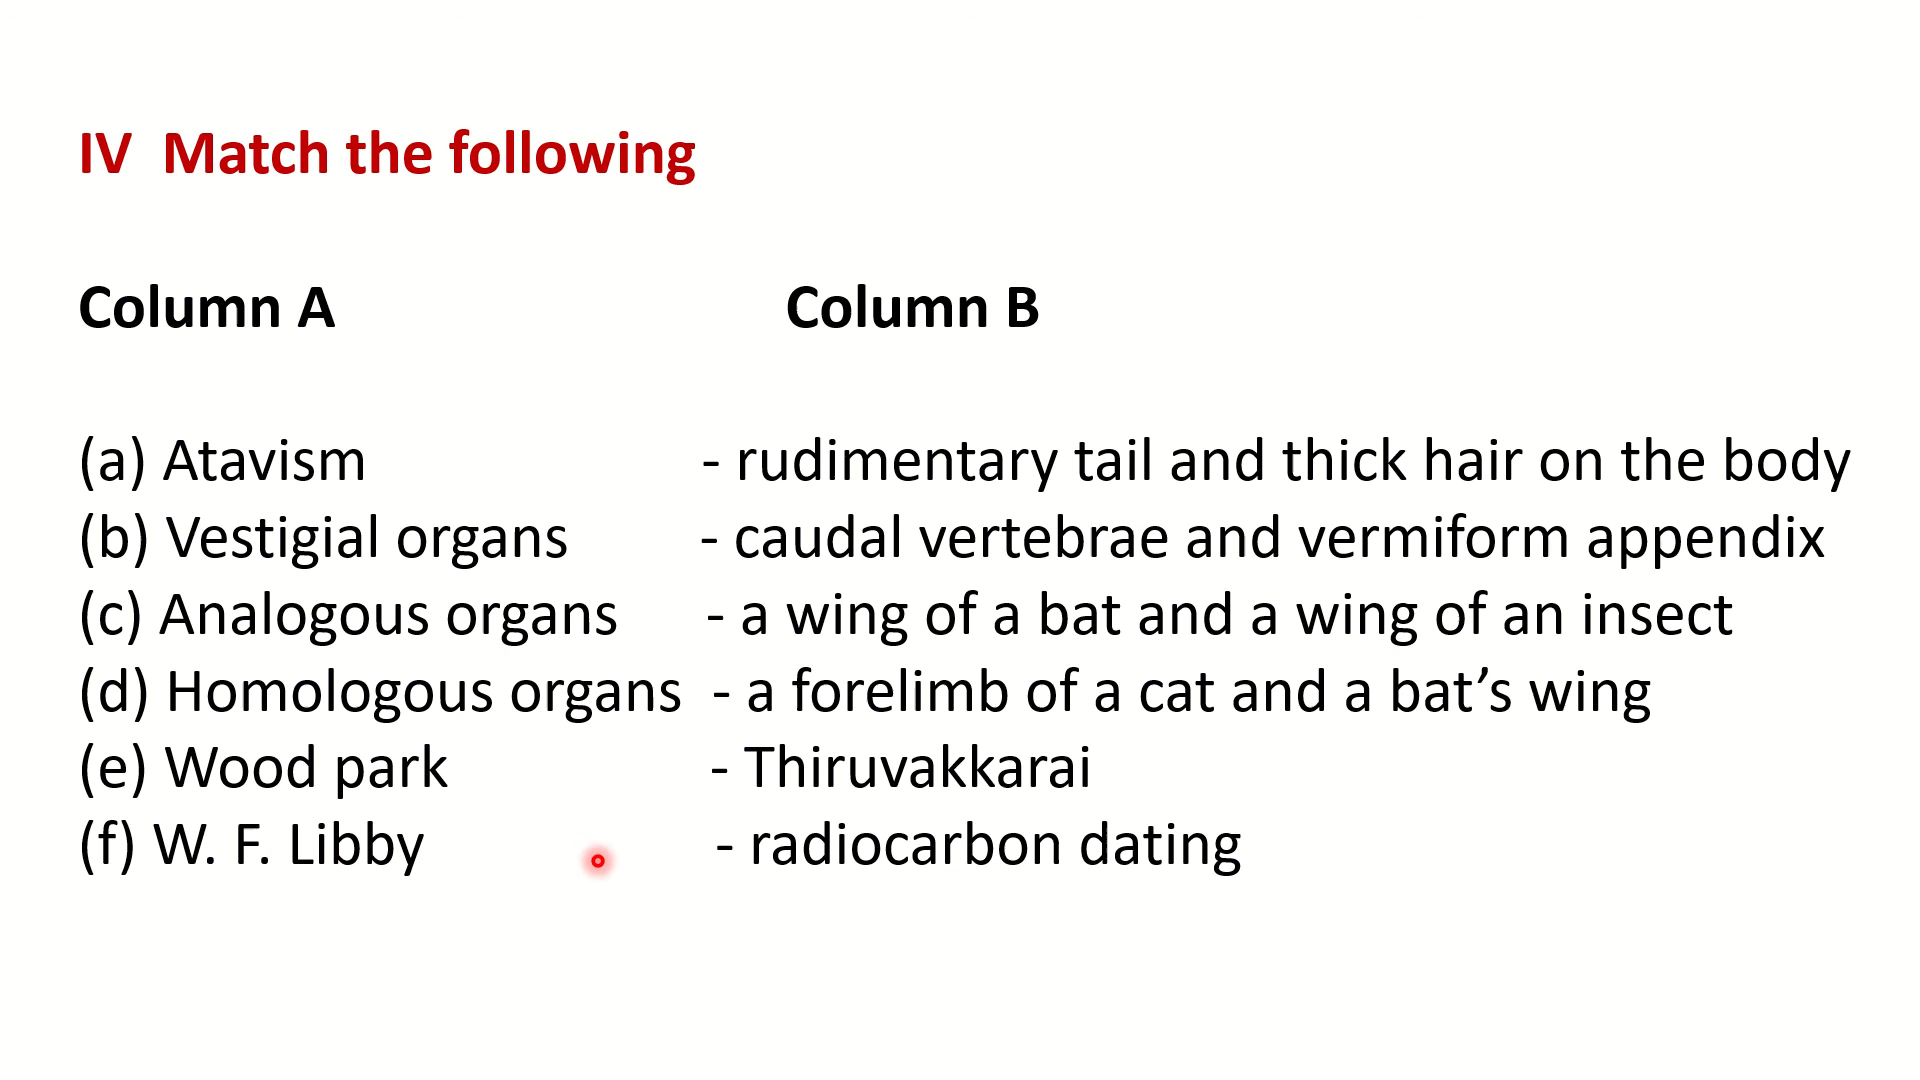 IV Match the following
Column A Column B
(a) Atavism - rudimentary tail and thick hair on the body
(b) Vestigial organs - caudal vertebrae and vermiform appendix
(c) Analogous organs - a wing of a bat and a wing of an insect
(d) Homologous organs - a forelimb of a cat and a bat’s wing
(e) Wood park - Thiruvakkarai
(f) W. F. Libby - radiocarbon dating